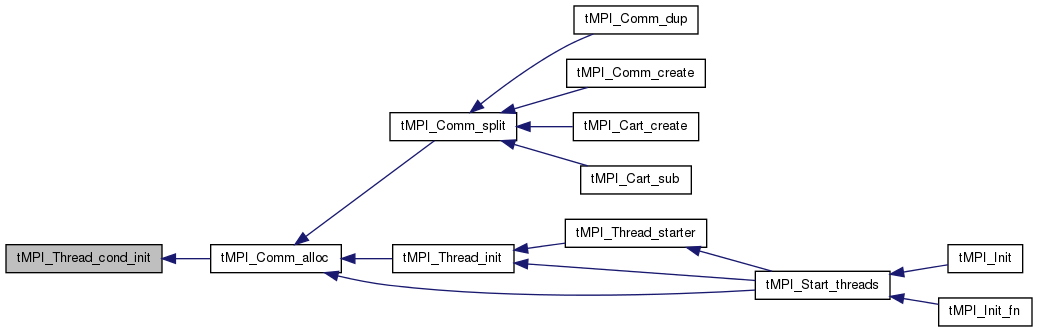 tMPI_Comm_dup
tMPI_Comm_create
tMPI_Comm_split
tMPI_Cart_create
tMPI_Cart_sub
tMPI_Thread_starter
tMPI_Thread_cond_init
tMPI_Comm_alloc
tMPI_Thread_init
tMPI_Init
tMPI_Start_threads
tMPI_Init_fn